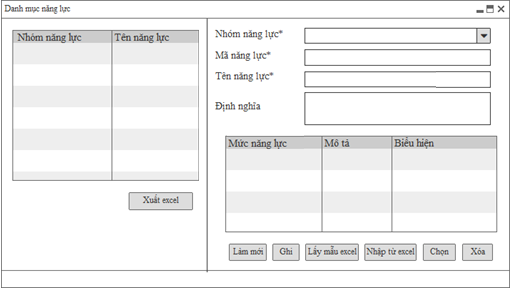 Danh mục năng lực
Nhóm năng lực Tên năng lực
Xuất excel
Nhóm năng lực*
Mã năng lực*
Tên năng lực*
Định nghĩa
Mức năng lực Mô tả Biểu hiện
Làm mới Ghi Lấy mẫu excel Nhập từ excel Chọn Xóa